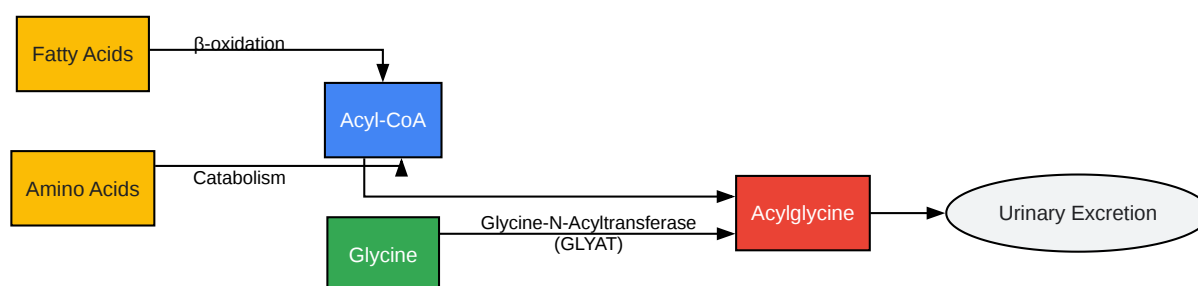 Fatty Acids
β-oxidation
Acyl-CoA
Amino Acids
Catabolism
Glycine-N-Acyltransferase
(GLYAT)
Glycine
Acylglycine
Urinary Excretion